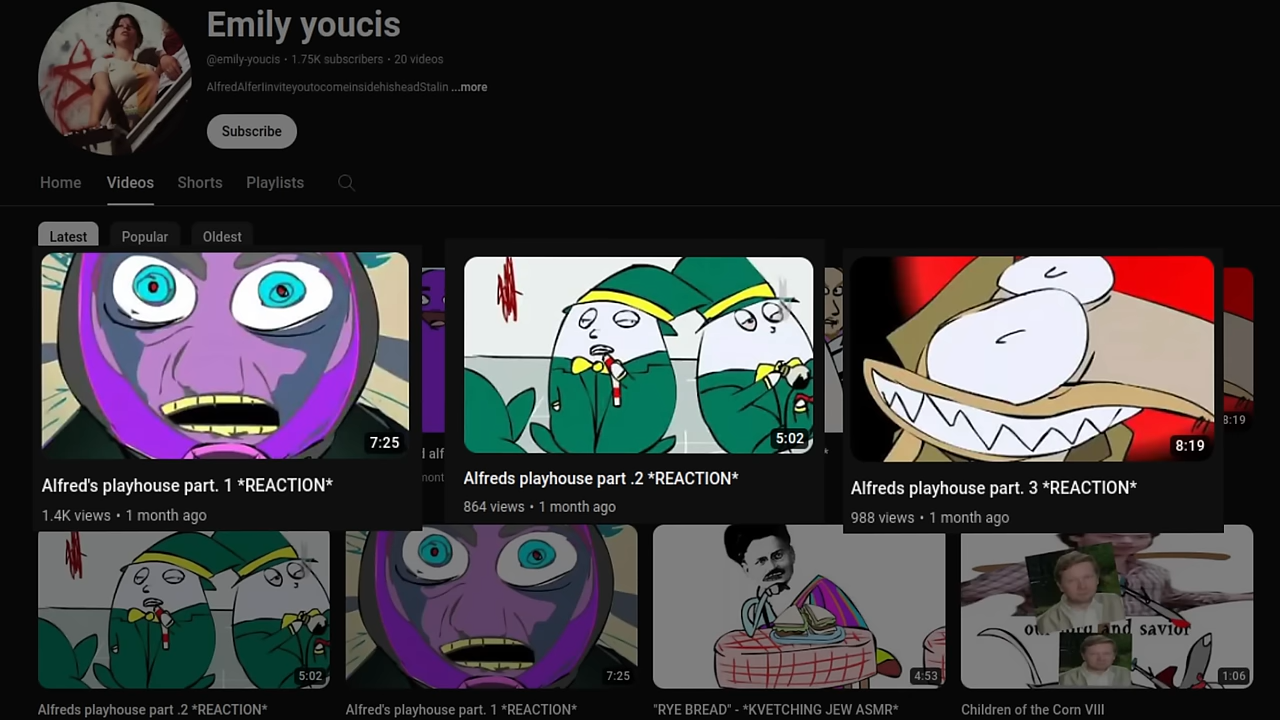 Emily youcis
@emily-youcis • 1.75K subscribers • 20 videos
AlfredAlferIinviteyoutocomeinsidehisheadStalin ...more
Subscribe
Home Videos Shorts Playlists
Latest Popular Oldest
7:25
5:02
8:19
8:19
Alfred's playhouse part. 1 *REACTION*
1.4K views • 1 month ago
Alfreds playhouse part .2 *REACTION*
864 views • 1 month ago
Alfreds playhouse part. 3 *REACTION*
988 views • 1 month ago
and savior
5:02
7:25
4:53
1:06
Alfreds playhouse part .2 *REACTION*
Alfred's playhouse part. 1 *REACTION*
"RYE BREAD" - *KVETCHING JEW ASMR*
Children of the Corn VIII